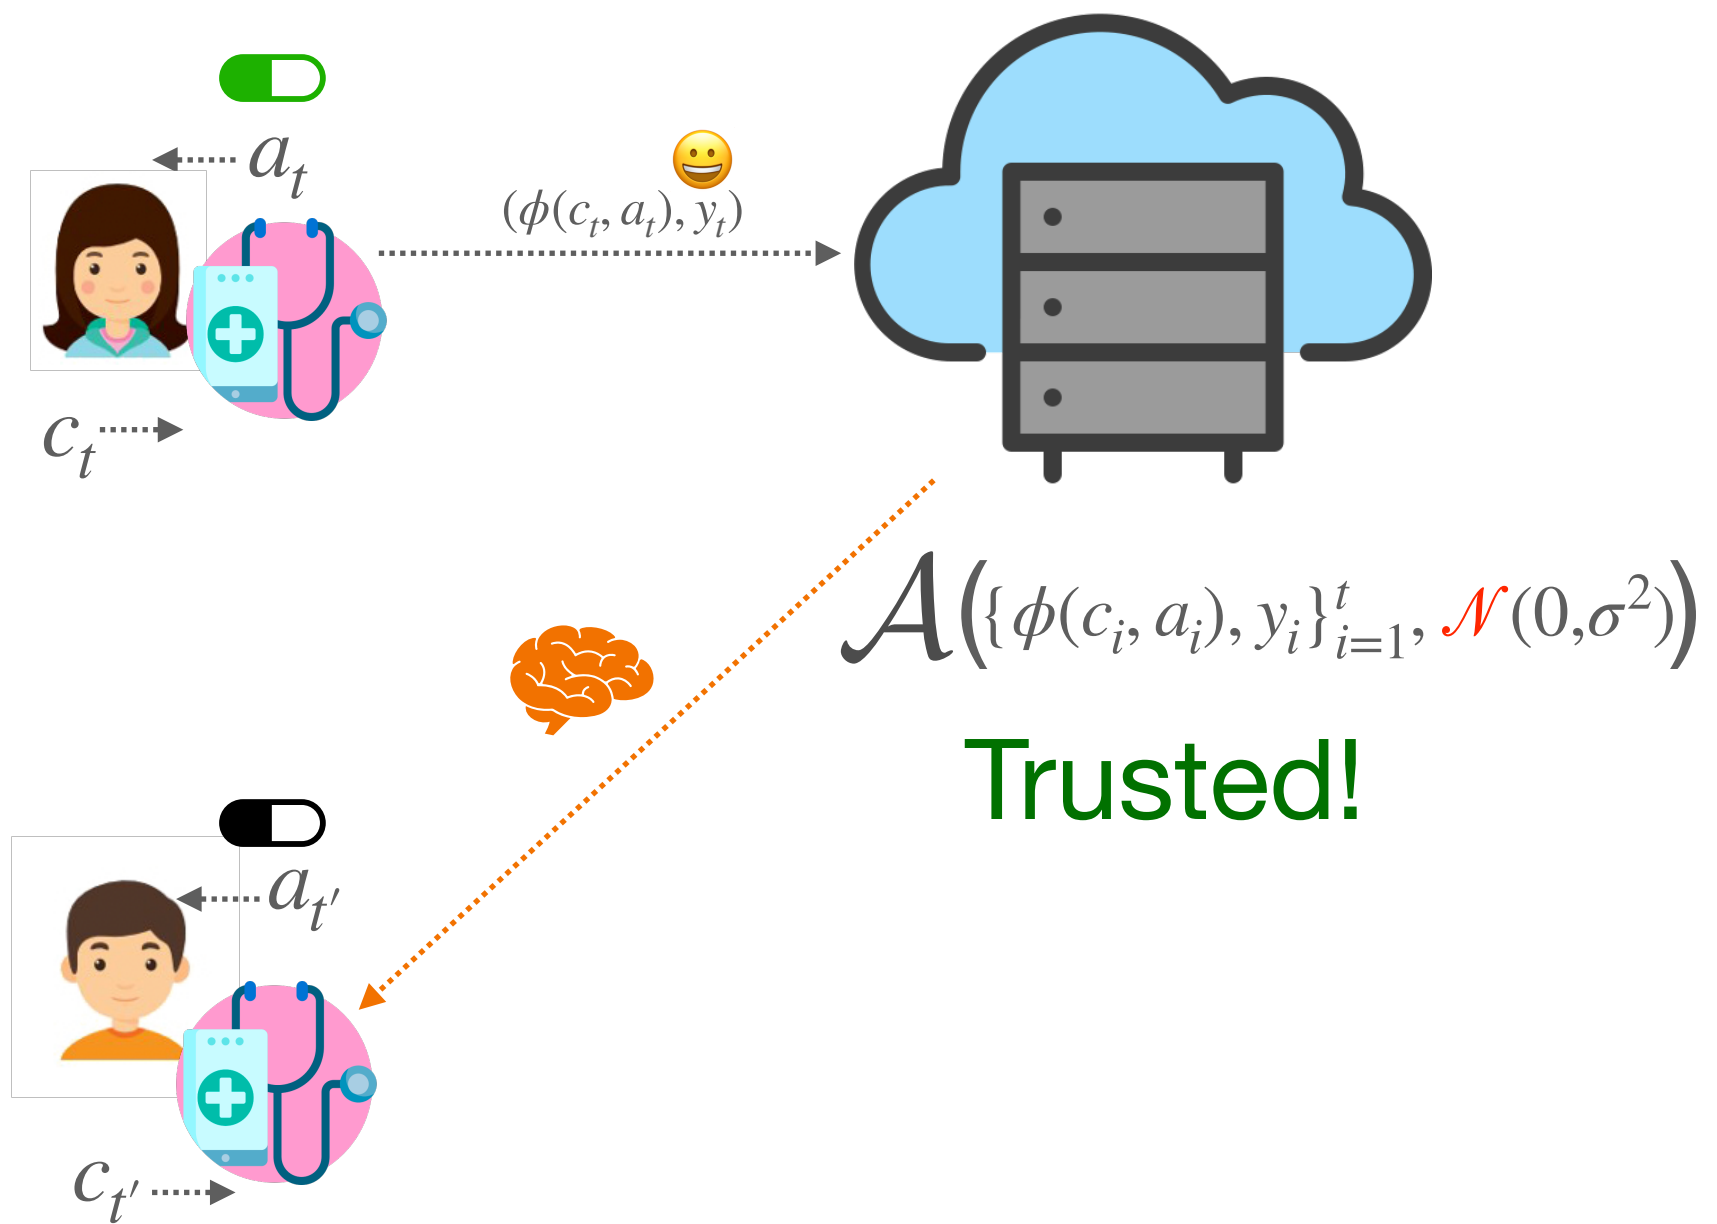 a_t
(ϕ(c_t, a_t), y_t)
c_t
𝒜({ϕ(c_i, a_i), y_i}_{i=1}^t, 𝒩(0,σ^2))
Trusted!
a_{t′}
c_{t′}